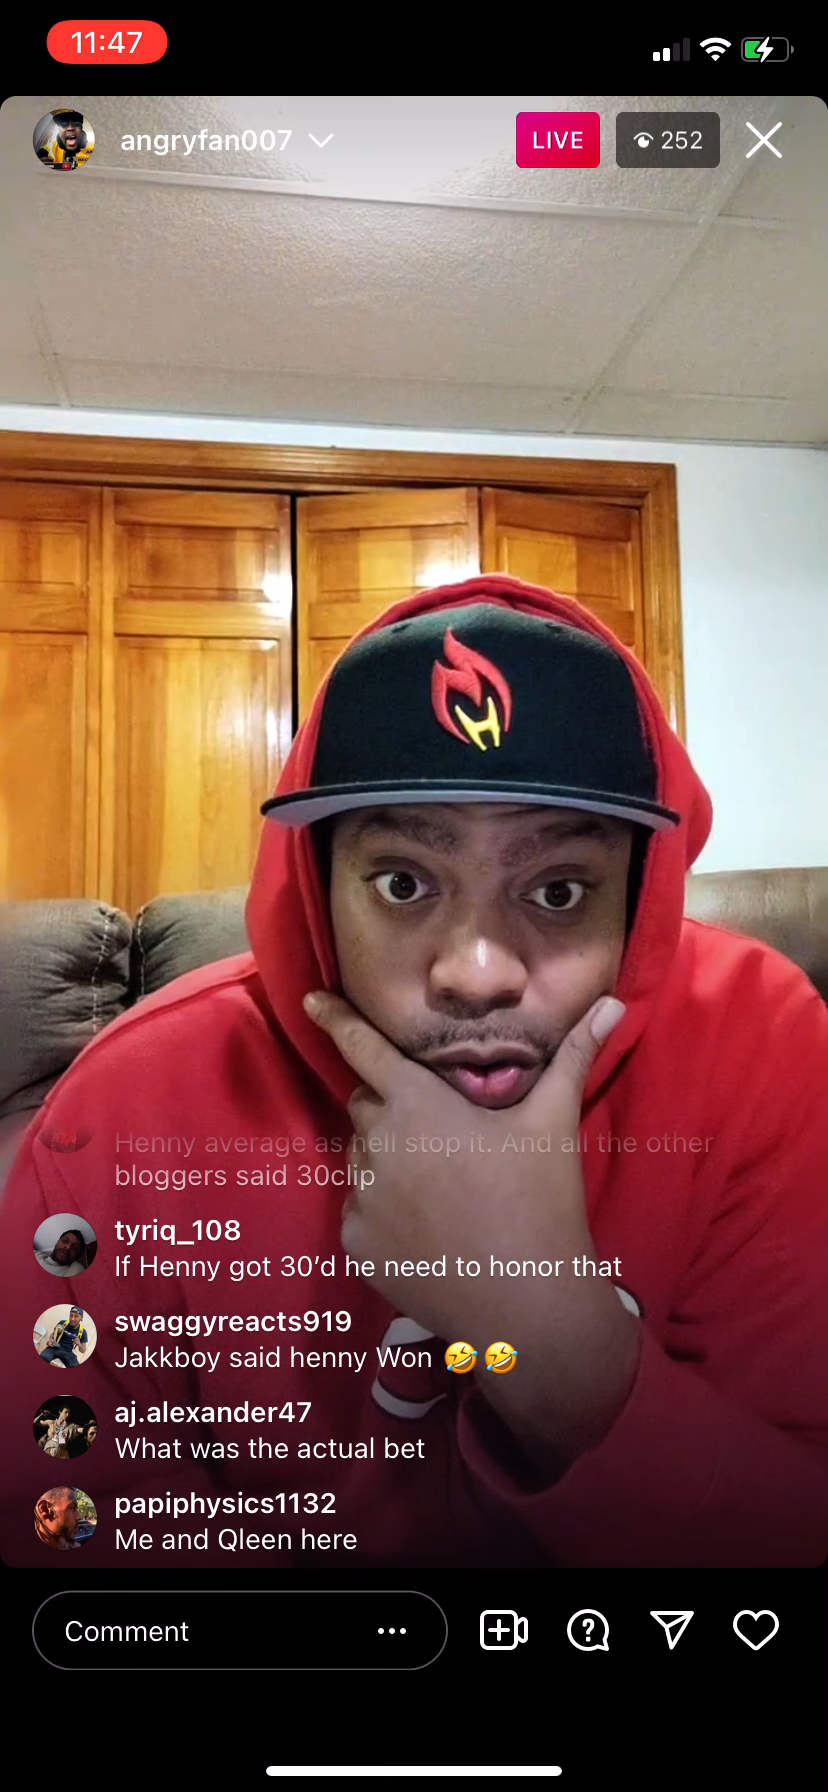 11:47
angryfan007
LIVE
252
H
Henny average as hell stop it. And all the other
bloggers said 30clip
tyriq_108
If Henny got 30'd he need to honor that
swaggyreacts919
Jakkboy said henny Won 🤣🤣
aj.alexander47
What was the actual bet
papiphysics1132
Me and Qleen here
Comment